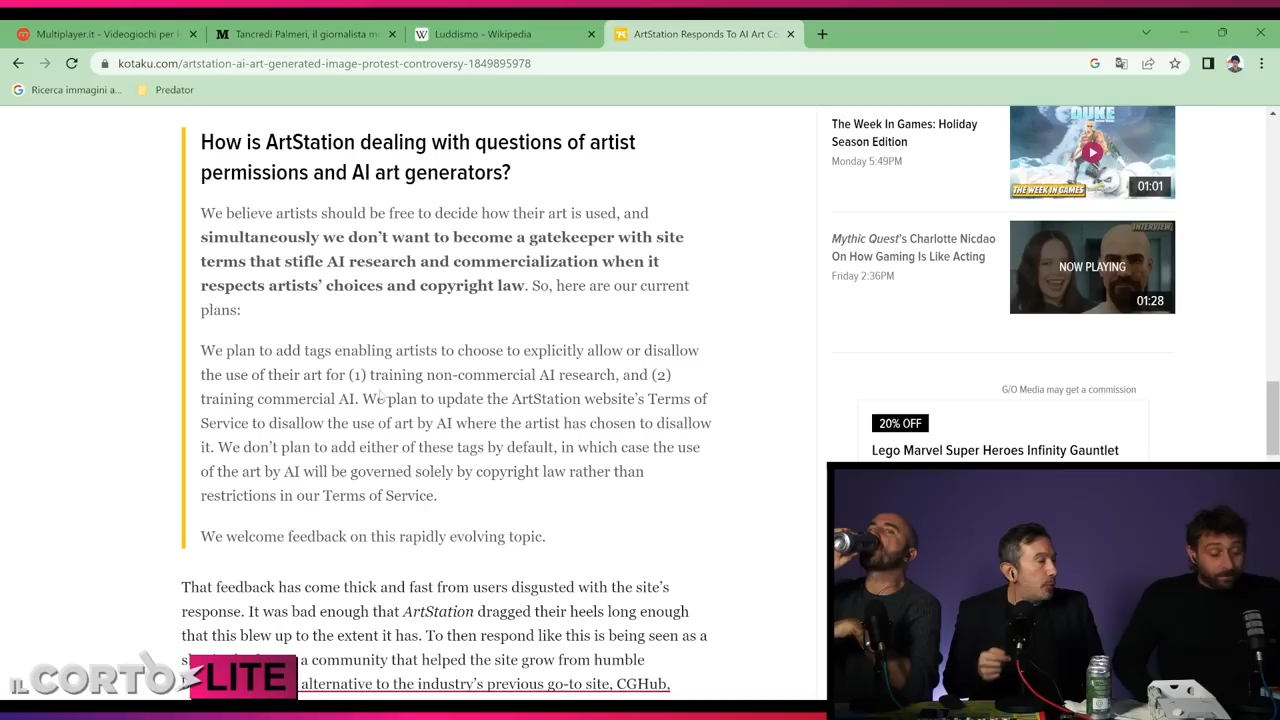 Multiplayer.it - Videogiochi per i
Tancredi Palmeri, il giornalista m
Luddismo - Wikipedia
ArtStation Responds To AI Art Co
kotaku.com/artstation-ai-art-generated-image-protest-controversy-1849895978
Ricerca immagini a...
Predator
How is ArtStation dealing with questions of artist
permissions and AI art generators?
We believe artists should be free to decide how their art is used, and
simultaneously we don't want to become a gatekeeper with site
terms that stifle AI research and commercialization when it
respects artists' choices and copyright law. So, here are our current
plans:
We plan to add tags enabling artists to choose to explicitly allow or disallow
the use of their art for (1) training non-commercial AI research, and (2)
training commercial AI. We plan to update the ArtStation website's Terms of
Service to disallow the use of art by AI where the artist has chosen to disallow
it. We don't plan to add either of these tags by default, in which case the use
of the art by AI will be governed solely by copyright law rather than
restrictions in our Terms of Service.
We welcome feedback on this rapidly evolving topic.
That feedback has come thick and fast from users disgusted with the site's
response. It was bad enough that ArtStation dragged their heels long enough
that this blew up to the extent it has. To then respond like this is being seen as a
a community that helped the site grow from humble
alternative to the industry's previous go-to site, CGHub,
The Week In Games: Holiday
Season Edition
Monday 5:49PM
DUKE
THE WEEK IN GAMES
01:01
Mythic Quest's Charlotte Nicdao
On How Gaming Is Like Acting
Friday 2:36PM
INTERVIEW
NOW PLAYING
01:28
G/O Media may get a commission
20% OFF
Lego Marvel Super Heroes Infinity Gauntlet
IL CORTO
LITE